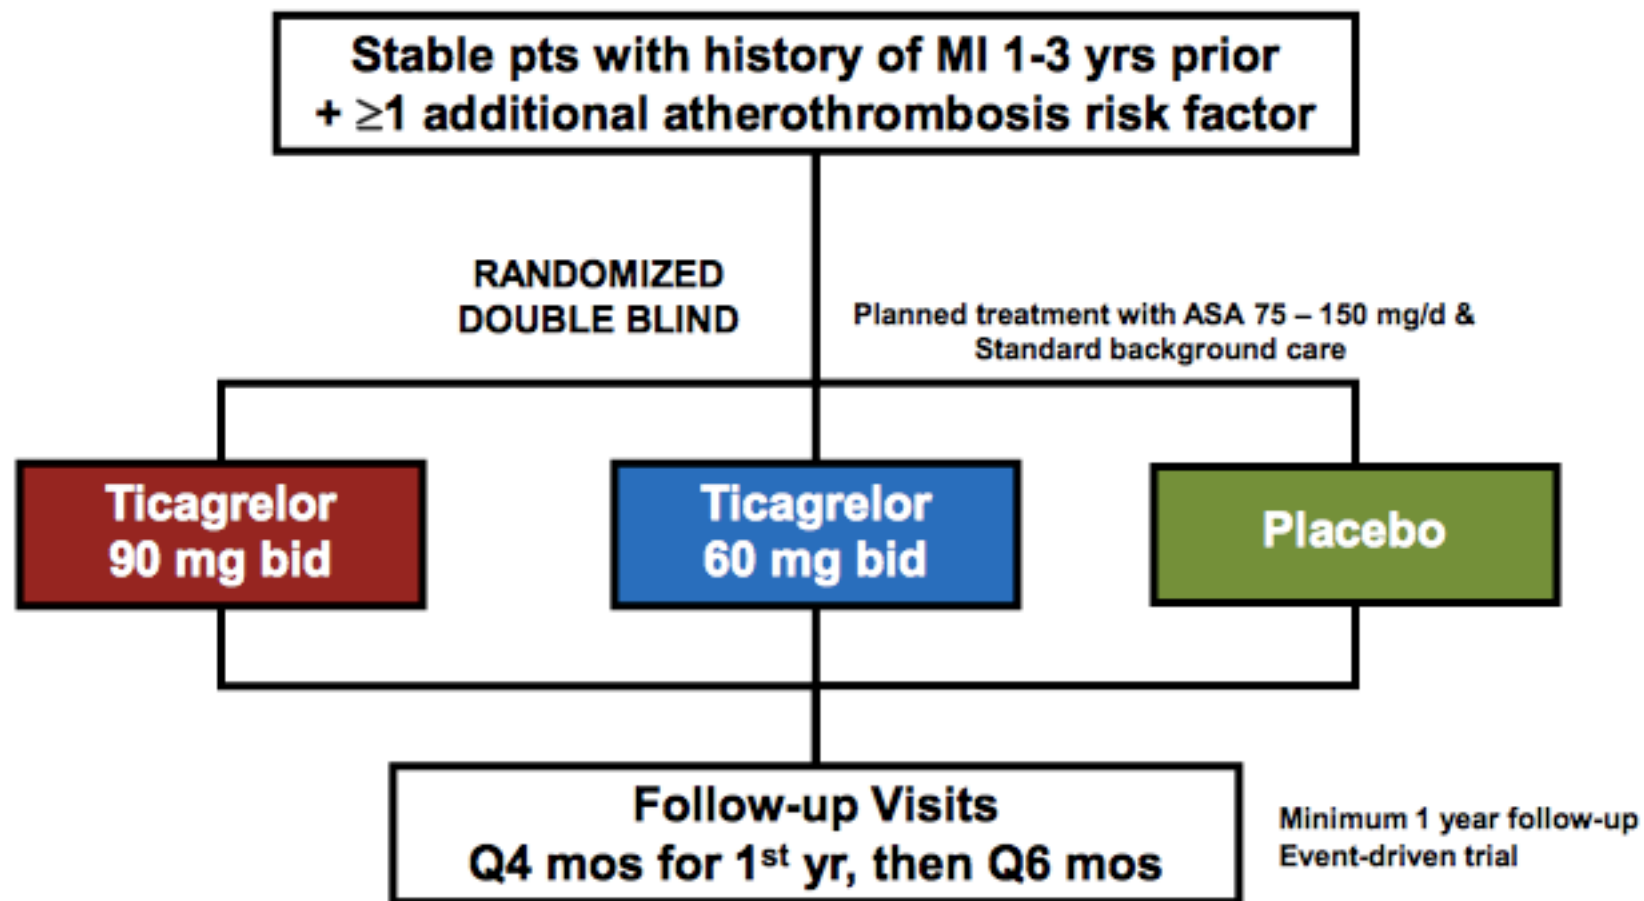 Stable pts with history of MI 1-3 yrs prior
+ ≥1 additional atherothrombosis risk factor
RANDOMIZED
DOUBLE BLIND
Planned treatment with ASA 75 – 150 mg/d &
Standard background care
Ticagrelor
90 mg bid
Ticagrelor
60 mg bid
Placebo
Follow-up Visits
Q4 mos for 1st yr, then Q6 mos
Minimum 1 year follow-up
Event-driven trial